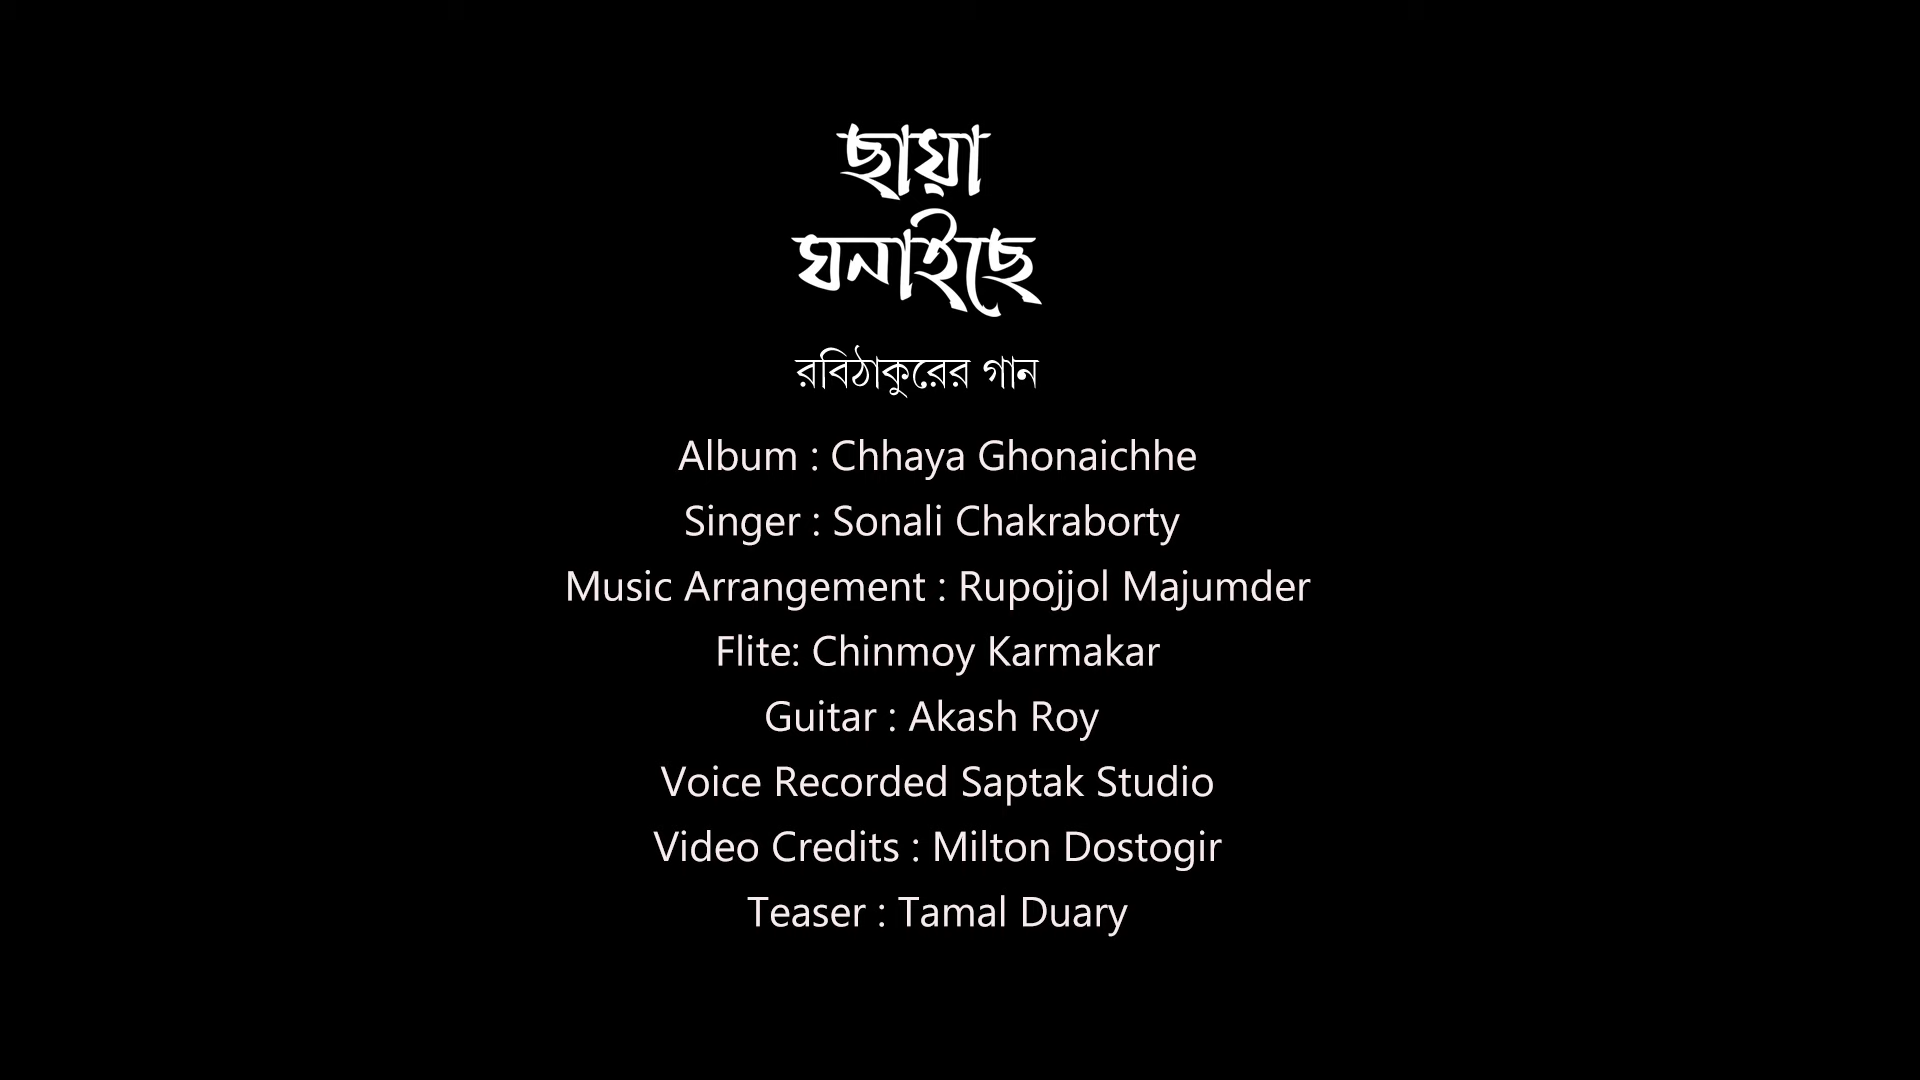 ছায়া
ঘনাইছে
রবিঠাকুরের গান
Album : Chhaya Ghonaichhe
Singer : Sonali Chakraborty
Music Arrangement : Rupojjol Majumder
Flite: Chinmoy Karmakar
Guitar : Akash Roy
Voice Recorded Saptak Studio
Video Credits : Milton Dostogir
Teaser : Tamal Duary